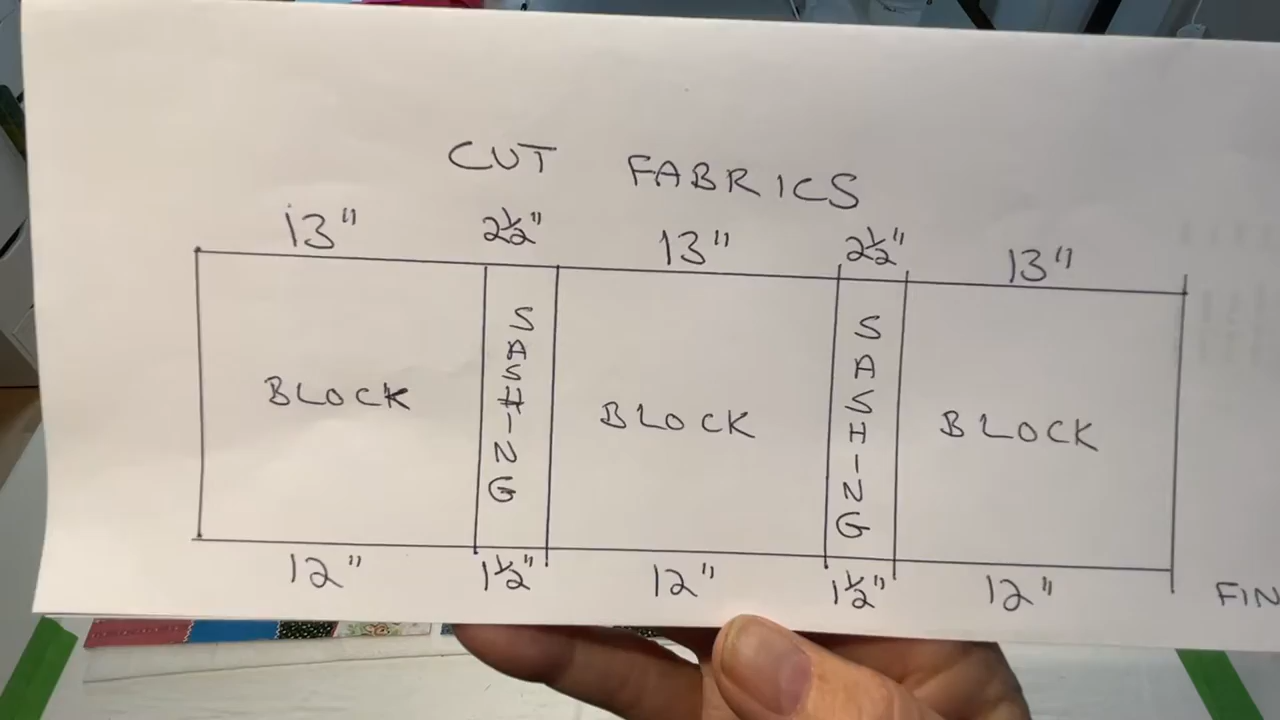 CUT FABRICS
13" 2½" 13" 2½" 13"
BLOCK SASHING BLOCK SASHING BLOCK
12" 1½" 12" 1½" 12"
FIN